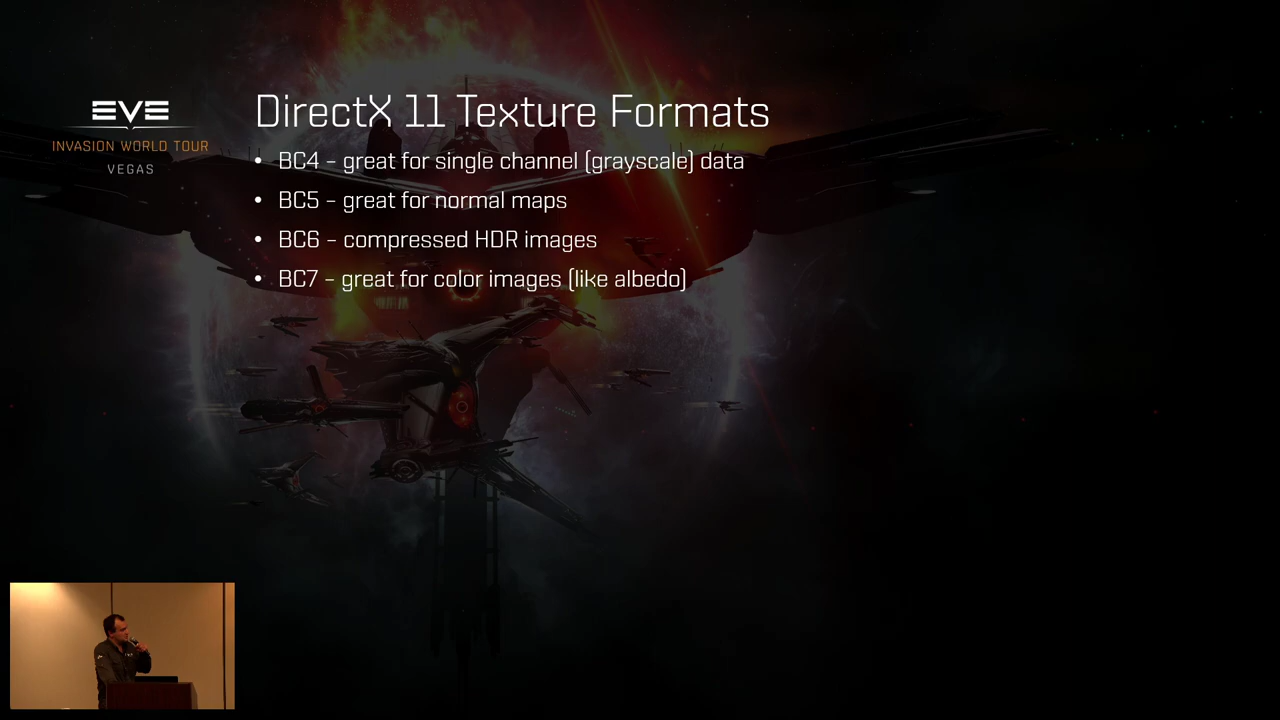 EVE
INVASION WORLD TOUR
VEGAS
DirectX 11 Texture Formats
• BC4 – great for single channel (grayscale) data
• BC5 – great for normal maps
• BC6 – compressed HDR images
• BC7 – great for color images (like albedo)